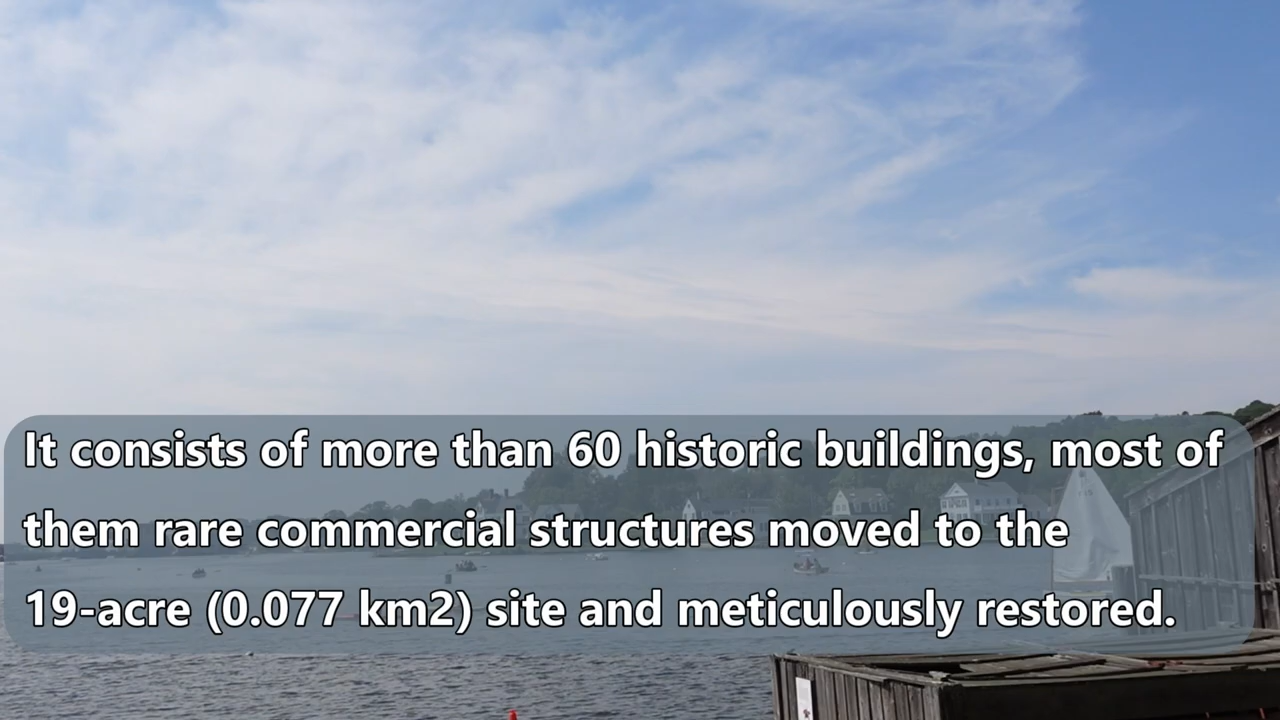 It consists of more than 60 historic buildings, most of
them rare commercial structures moved to the
19-acre (0.077 km2) site and meticulously restored.